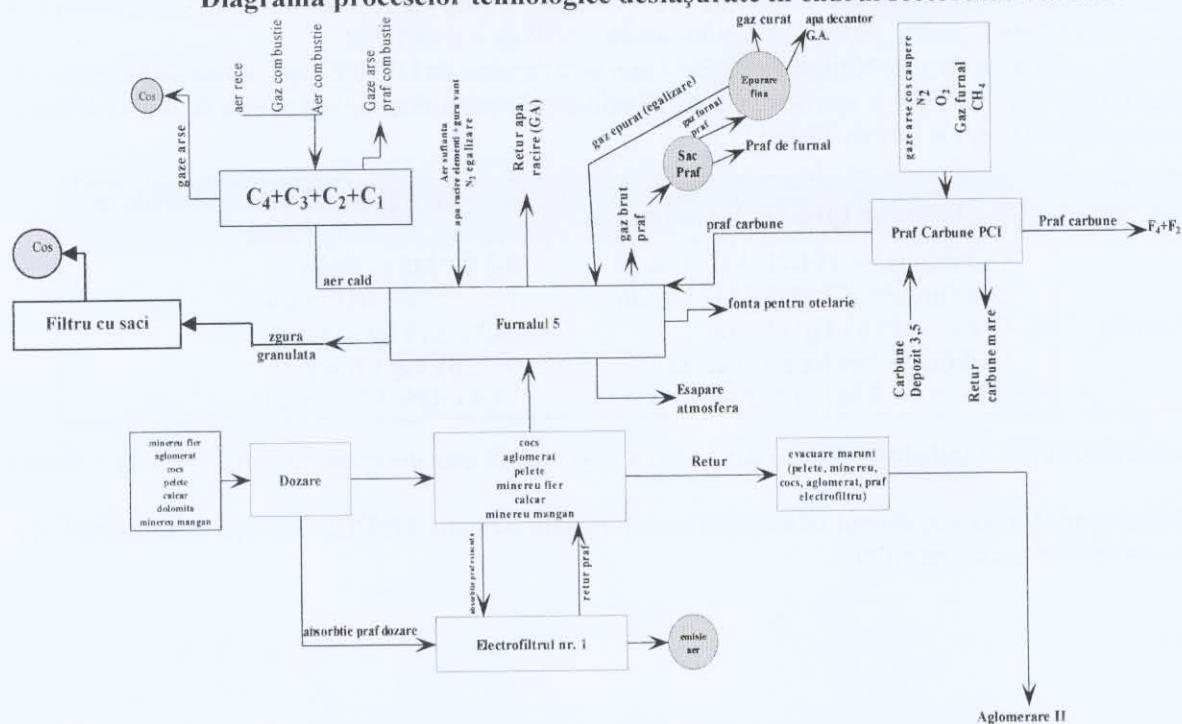 Diagrama proceselor tehnologice desfășurate în cadrul
gaz curat
apa decantor
G.A.
Cos
aer rece
Gaz combustie
Aer combustie
Gaze arse
praf combustie
gaze arse
Epurare
fina
gaz epurat (egalizare)
gaz furnal
praf
Aer suflanta
apa racire elementi + gura vant
N2 egalizare
Retur apa
racire (GA)
Sac
Praf
Praf de furnal
gaze arse cos caupere
N2
O2
Gaz furnal
CH4
C4+C3+C2+C1
gaz brut
praf
praf carbune
Praf Carbune PCI
Praf carbune
F4+F2
Cos
aer cald
Filtru cu saci
zgura
granulata
Furnalul 5
fonta pentru otelarie
Esapare
atmosfera
Carbune
Depozit 3,5
Retur
carbune mare
minereu fier
aglomerat
cocs
pelete
calcar
dolomita
minereu mangan
Dozare
cocs
aglomerat
pelete
minereu fier
calcar
minereu mangan
Retur
evacuare marunt
(pelete, minereu,
cocs, aglomerat, praf
electrofiltru)
absorbtie praf estacada
retur praf
absorbtie praf dozare
Electrofiltrul nr. 1
emisie
aer
Aglomerare II